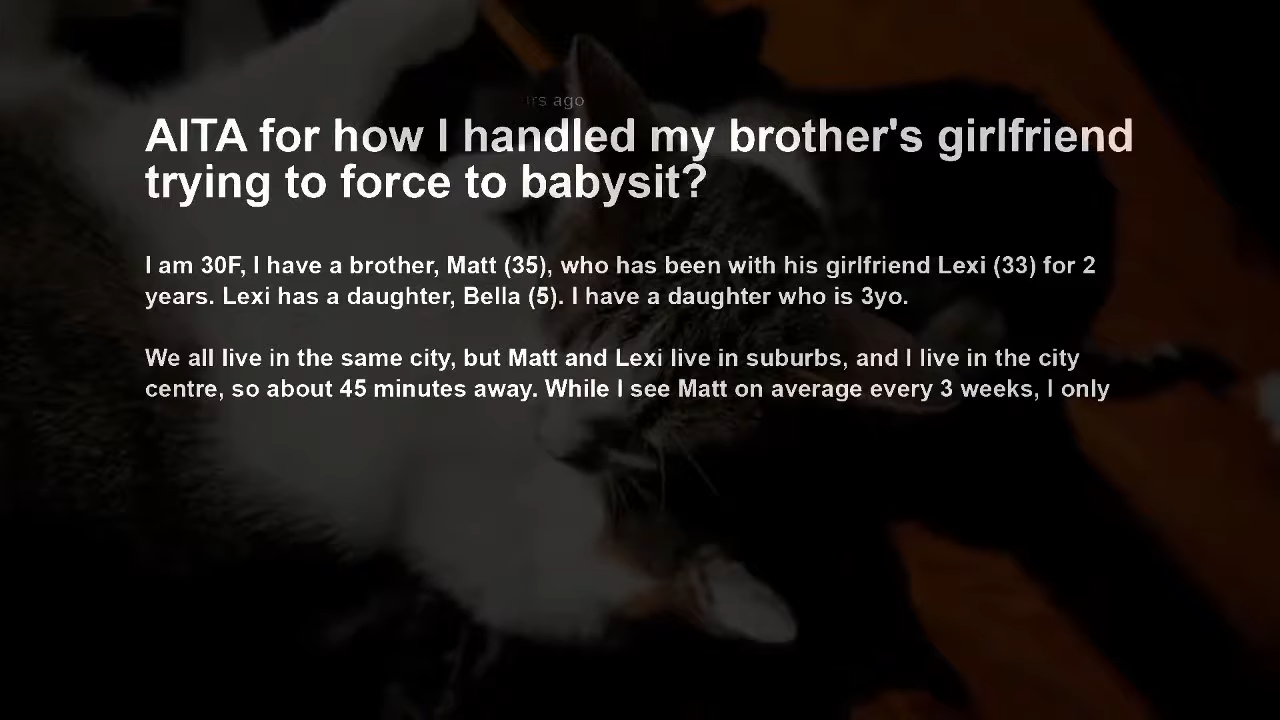 ago
AITA for how I handled my brother's girlfriend
trying to force to babysit?
I am 30F, I have a brother, Matt (35), who has been with his girlfriend Lexi (33) for 2
years. Lexi has a daughter, Bella (5). I have a daughter who is 3yo.
We all live in the same city, but Matt and Lexi live in suburbs, and I live in the city
centre, so about 45 minutes away. While I see Matt on average every 3 weeks, I only